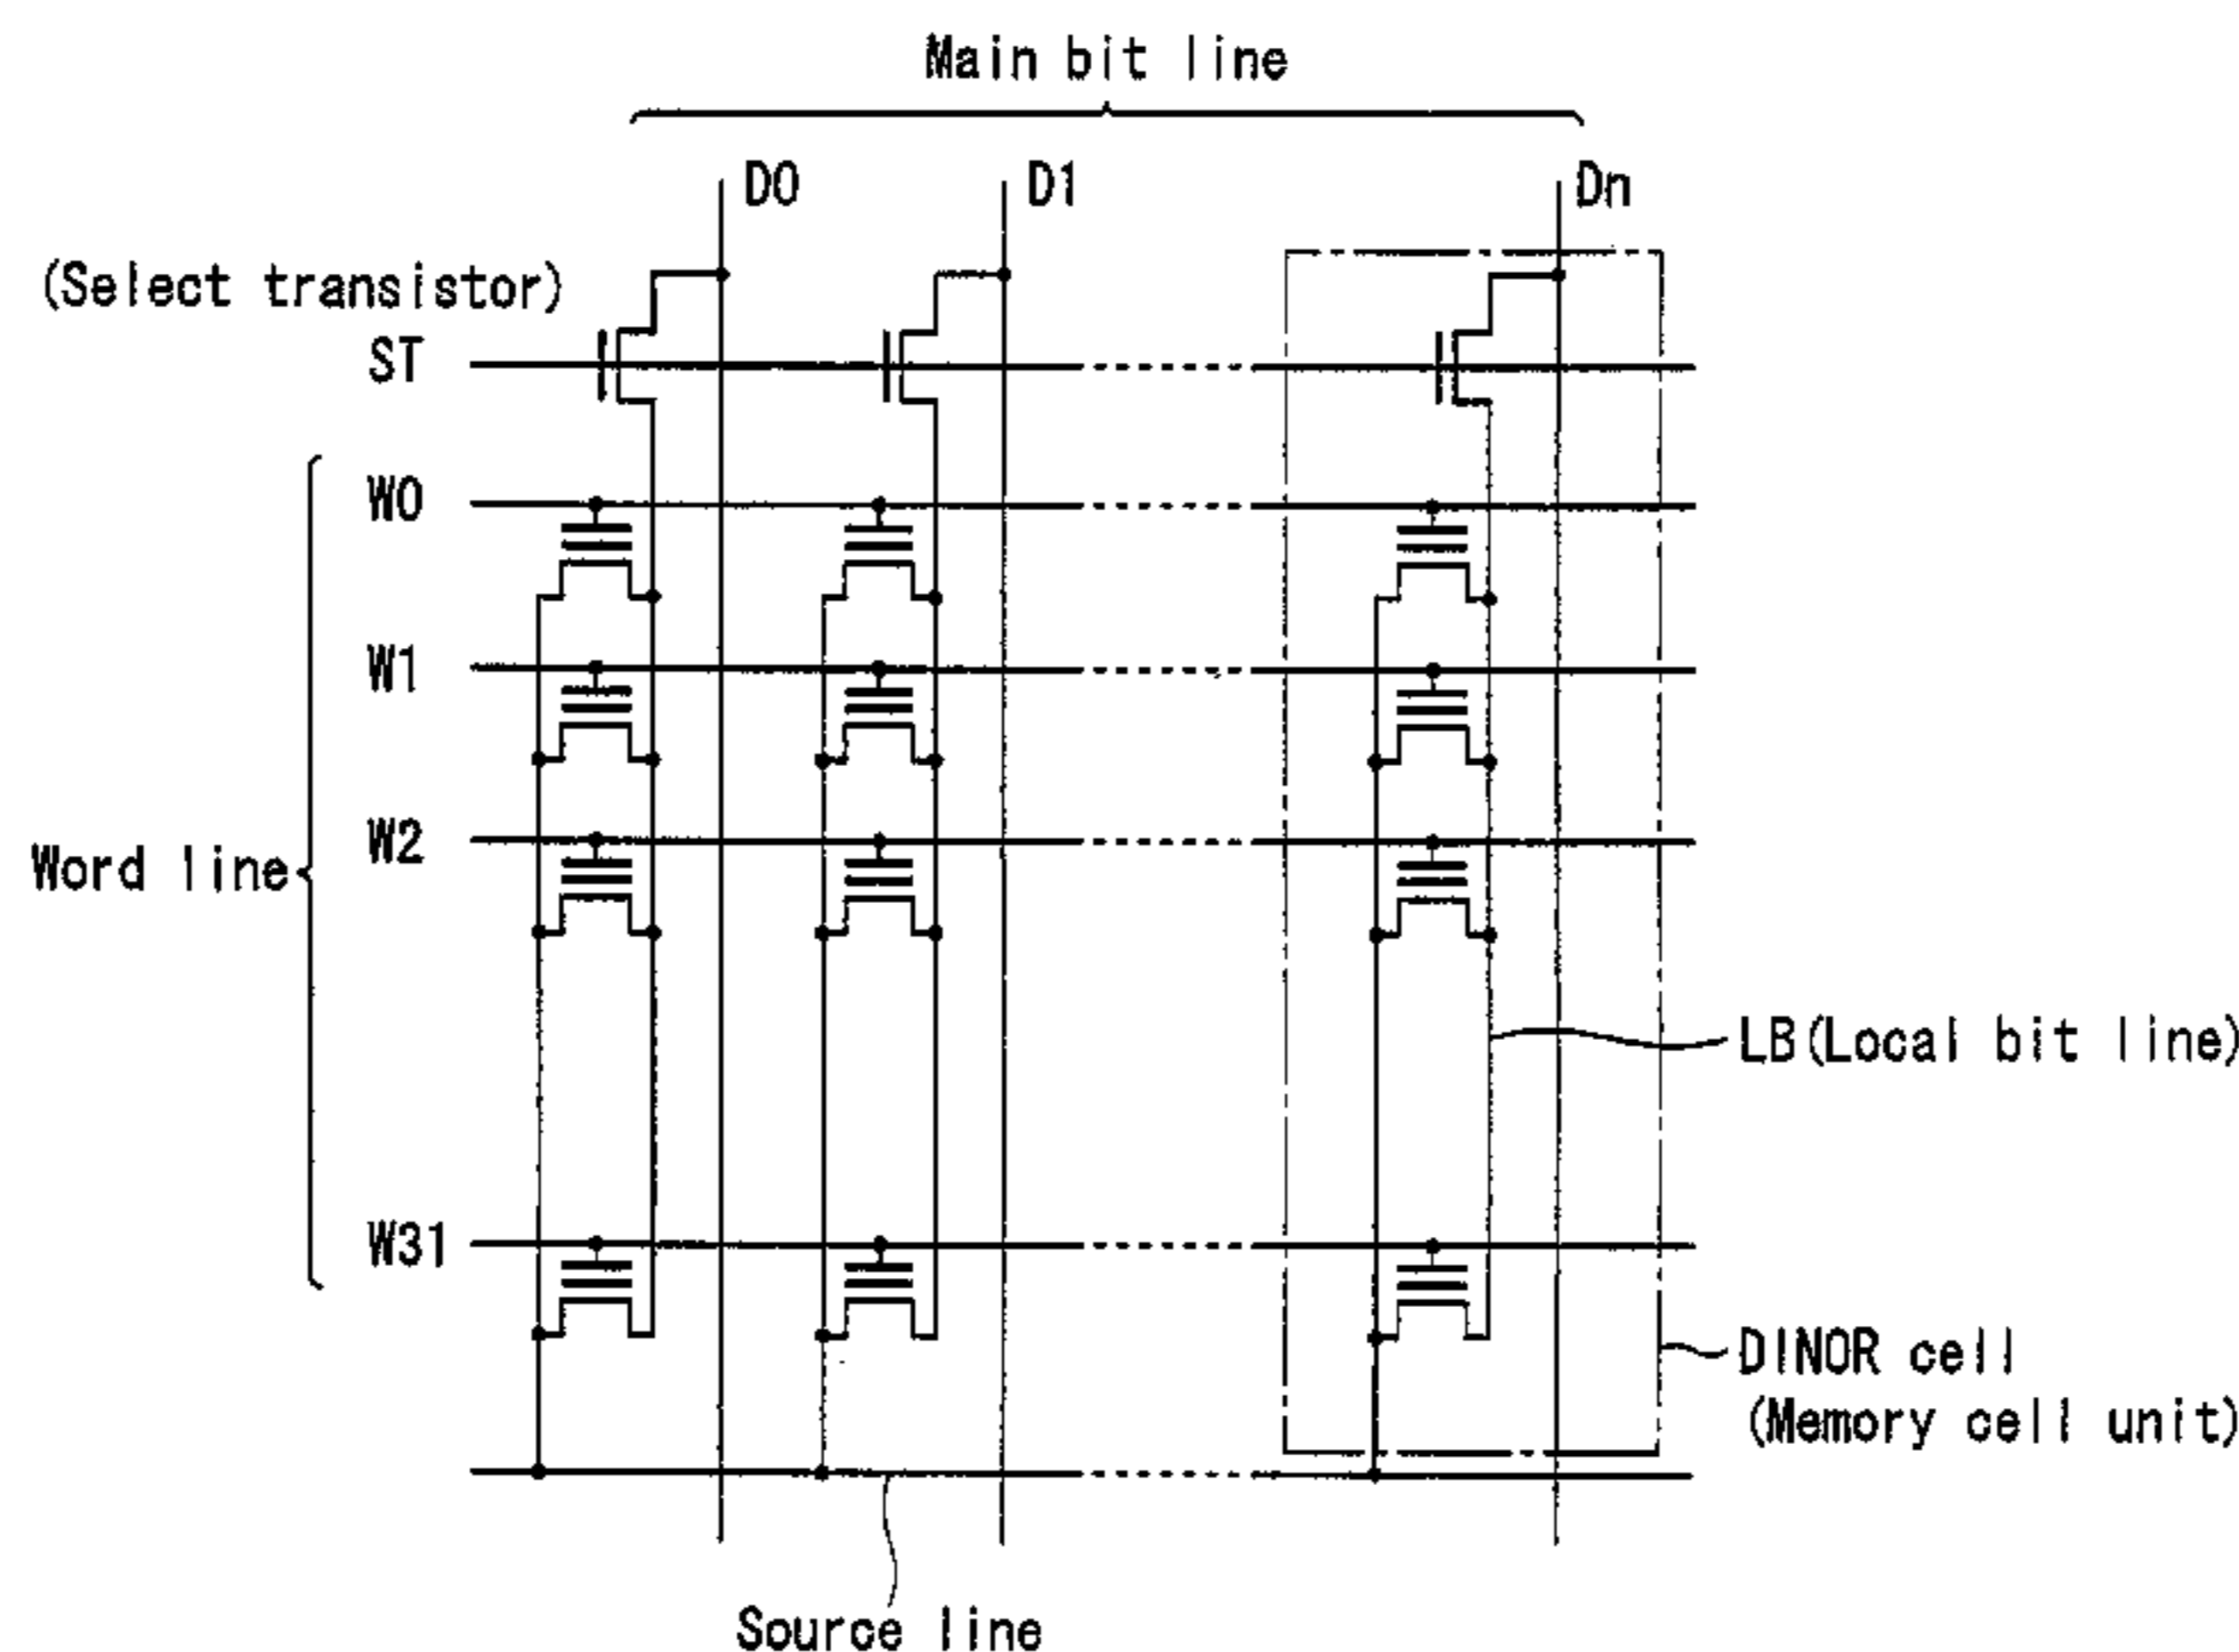 Main bit line
D0
D1
Dn
(Select transistor)
ST
W0
W1
W2
Word line
LB(Local bit line)
W31
DINOR cell
(Memory cell unit)
Source line